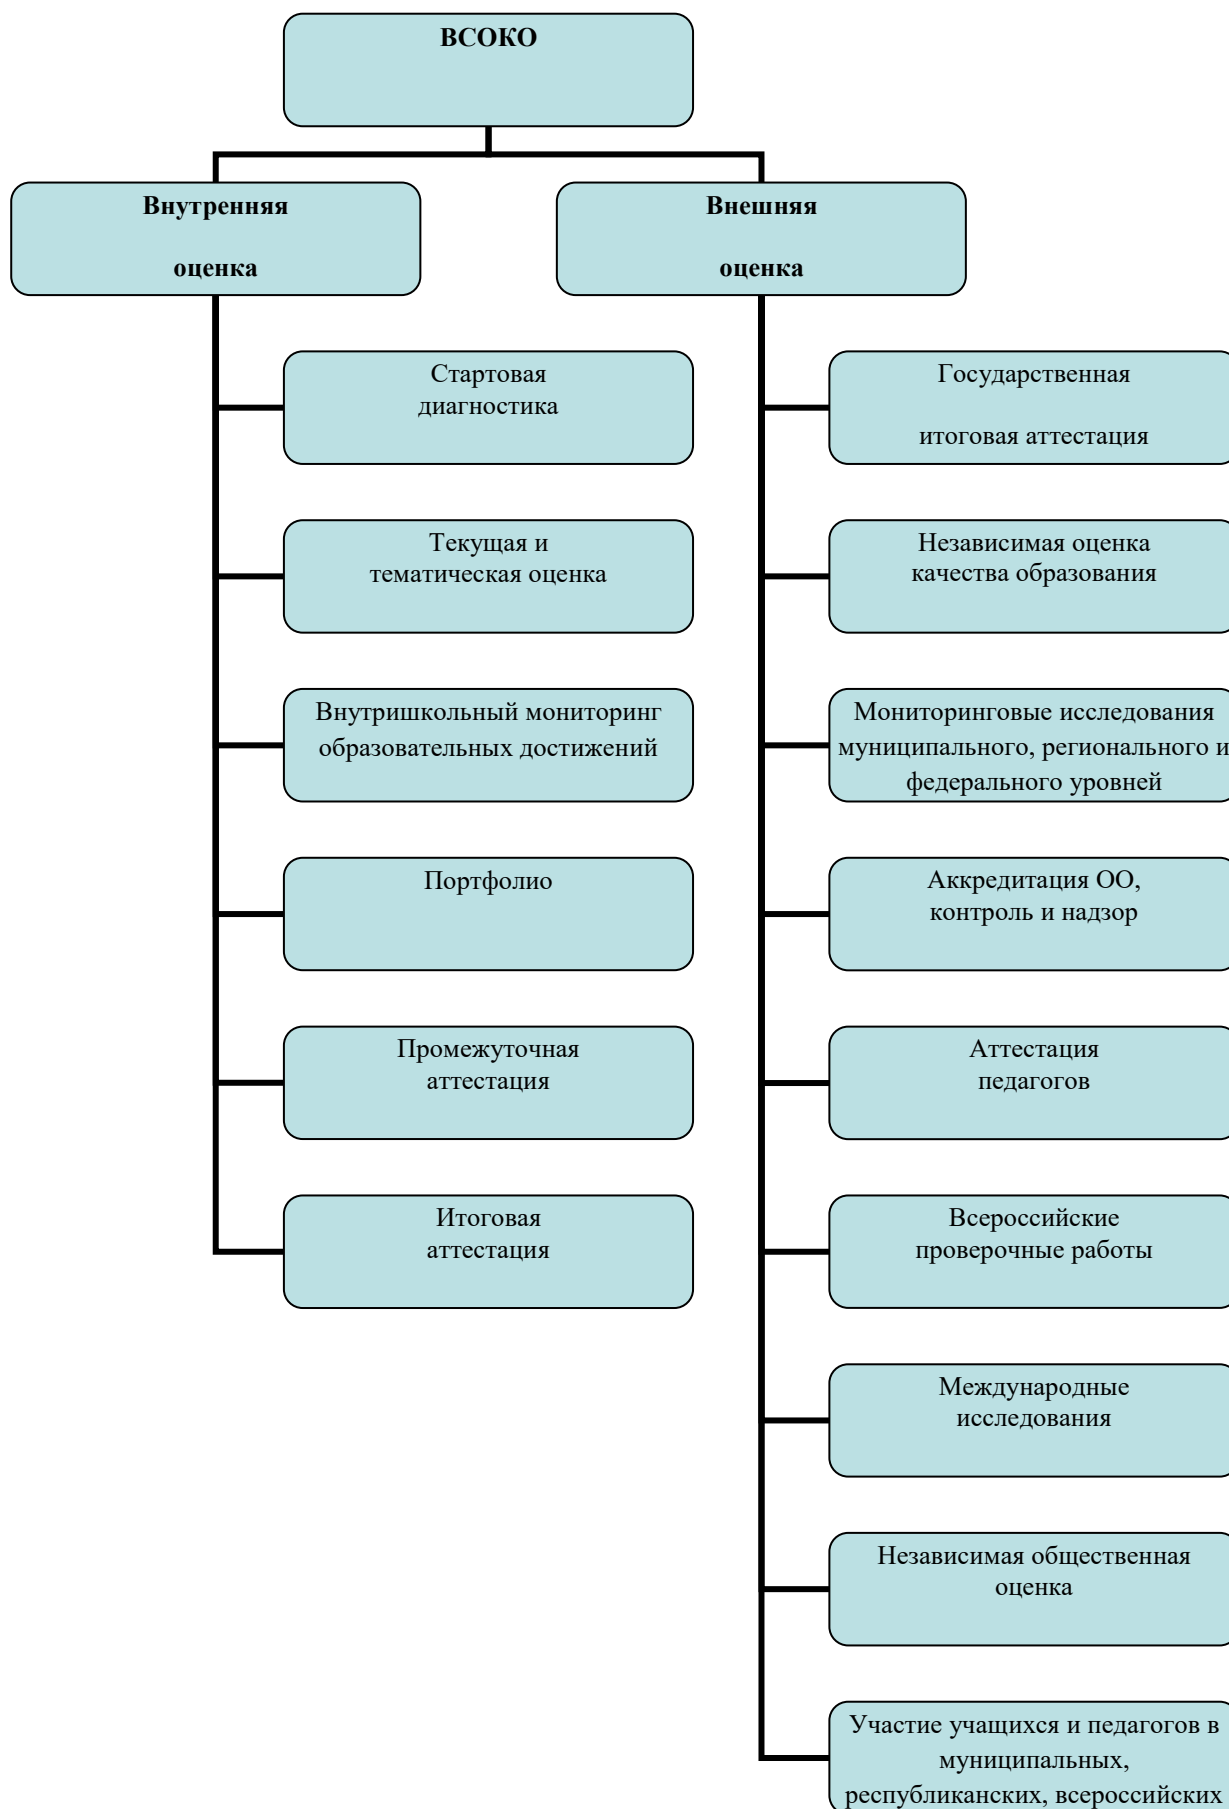 ВСОКО
Внутренняя
оценка
Внешняя
оценка
Стартовая
диагностика
Текущая и
тематическая оценка
Внутришкольный мониторинг
образовательных достижений
Портфолио
Промежуточная
аттестация
Итоговая
аттестация
Государственная
итоговая аттестация
Независимая оценка
качества образования
Мониторинговые исследования
муниципального, регионального и
федерального уровней
Аккредитация ОО,
контроль и надзор
Аттестация
педагогов
Всероссийские
проверочные работы
Международные
исследования
Независимая общественная
оценка
Участие учащихся и педагогов в
муниципальных,
республиканских, всероссийских